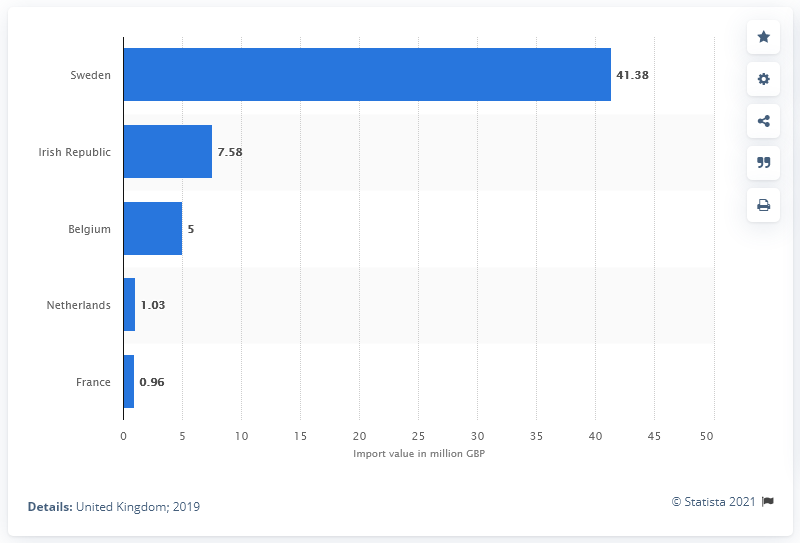 Sweden 41.38
Irish Republic 7.58
Belgium 5
Netherlands 1.03
France 0.96
0 5 10 15 20 25 30 35 40 45 50
Import value in million GBP
Details: United Kingdom; 2019
© Statista 2021